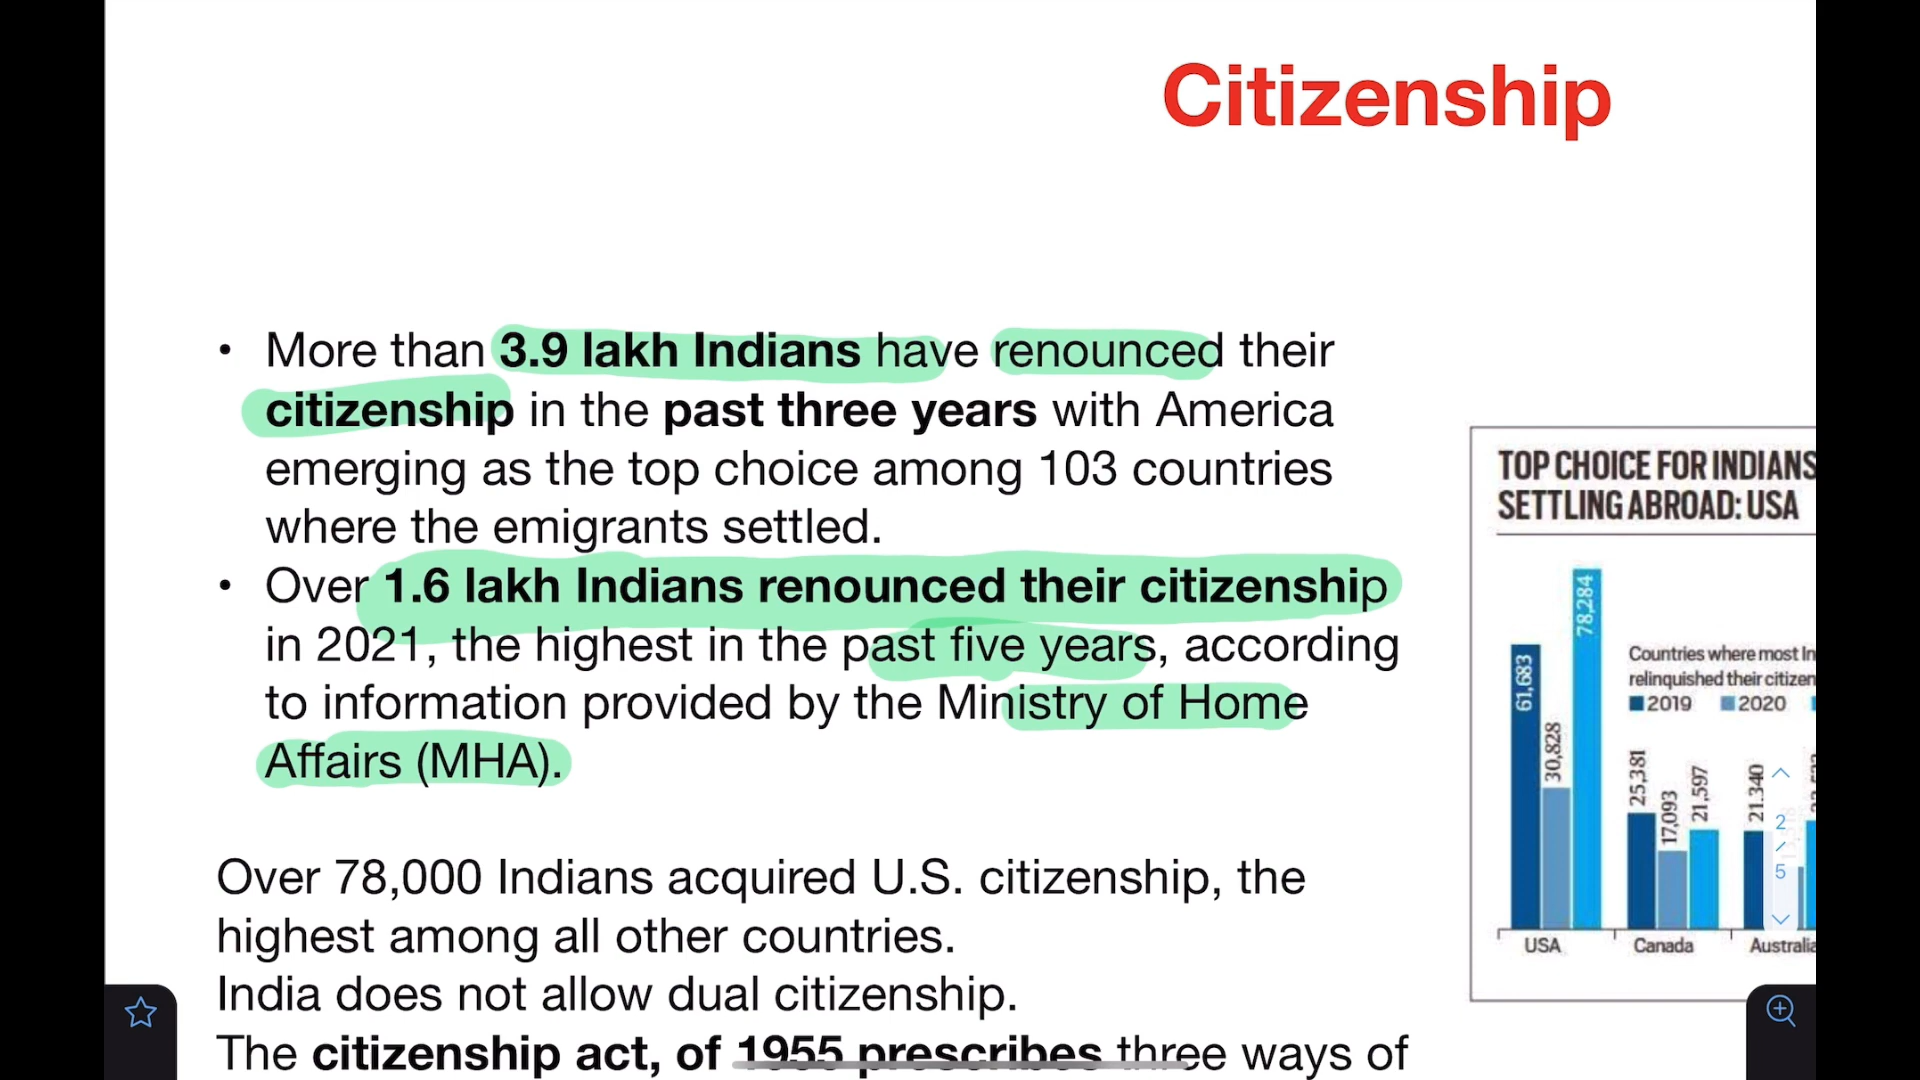 Citizenship
• More than 3.9 lakh Indians have renounced their
citizenship in the past three years with America
emerging as the top choice among 103 countries
where the emigrants settled.
• Over 1.6 lakh Indians renounced their citizenship
in 2021, the highest in the past five years, according
to information provided by the Ministry of Home
Affairs (MHA).
Over 78,000 Indians acquired U.S. citizenship, the
highest among all other countries.
India does not allow dual citizenship.
The citizenship act, of 1955 prescribes three ways of
TOP CHOICE FOR INDIANS
SETTLING ABROAD: USA
Countries where most In
relinquished their citizen
2019 2020
61,683
30,828
78,284
25,381
17,093
21,597
21.340
USA Canada Australia
2
5